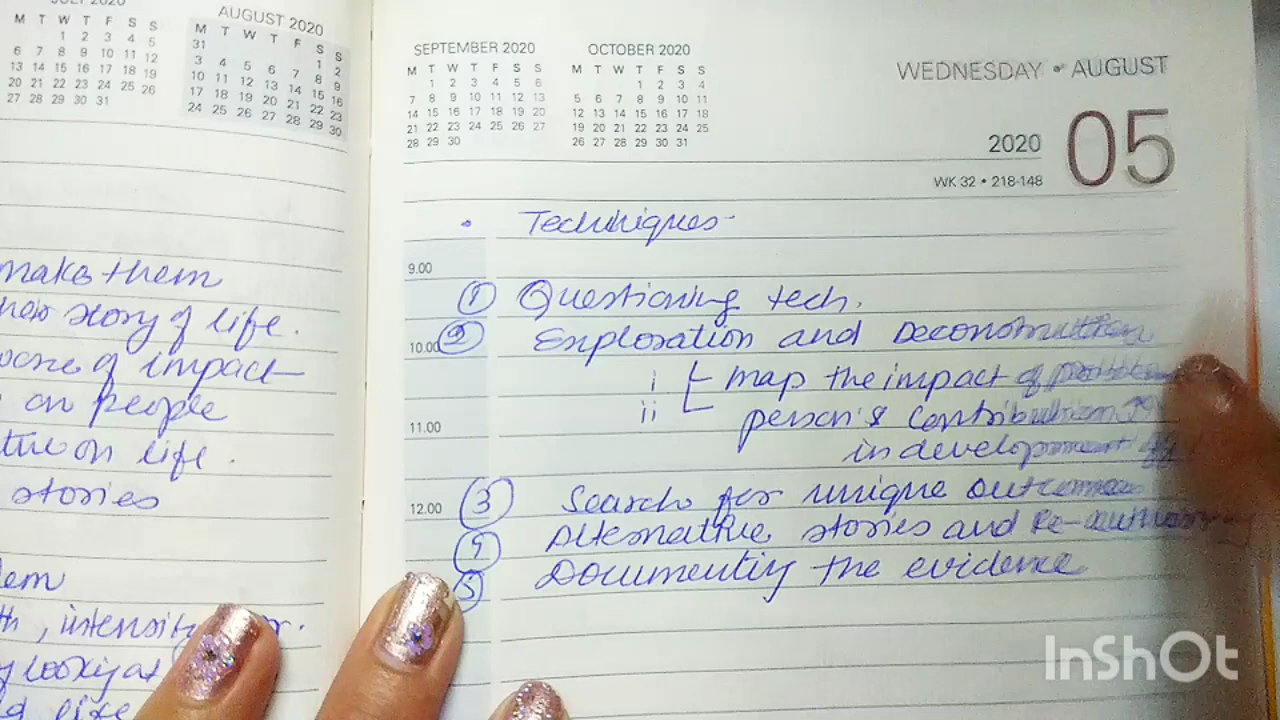 JULY 2020
M T W T F S S
1 2 3 4 5
6 7 8 9 10 11 12
13 14 15 16 17 18 19
20 21 22 23 24 25 26
27 28 29 30 31
AUGUST 2020
M T W T F S S
31 1 2
3 4 5 6 7 8 9
10 11 12 13 14 15 16
17 18 19 20 21 22 23
24 25 26 27 28 29 30
make them
story of life.
of impact
on people
on life.
stories
, intensity
looking at
life
SEPTEMBER 2020
M T W T F S S
1 2 3 4 5 6
7 8 9 10 11 12 13
14 15 16 17 18 19 20
21 22 23 24 25 26 27
28 29 30
OCTOBER 2020
M T W T F S S
1 2 3 4
5 6 7 8 9 10 11
12 13 14 15 16 17 18
19 20 21 22 23 24 25
26 27 28 29 30 31
WEDNESDAY • AUGUST
2020 05
WK 32 • 218-148
• Techniques
9.00
① Questioning tech.
10.00 ② Exploration and Deconstruction
i map the impact of
ii person's contribution
11.00
in development
12.00 ③ Search for unique outcomes
④ Alternative stories and Re-authoring
⑤ Documenting the evidence
InShOt